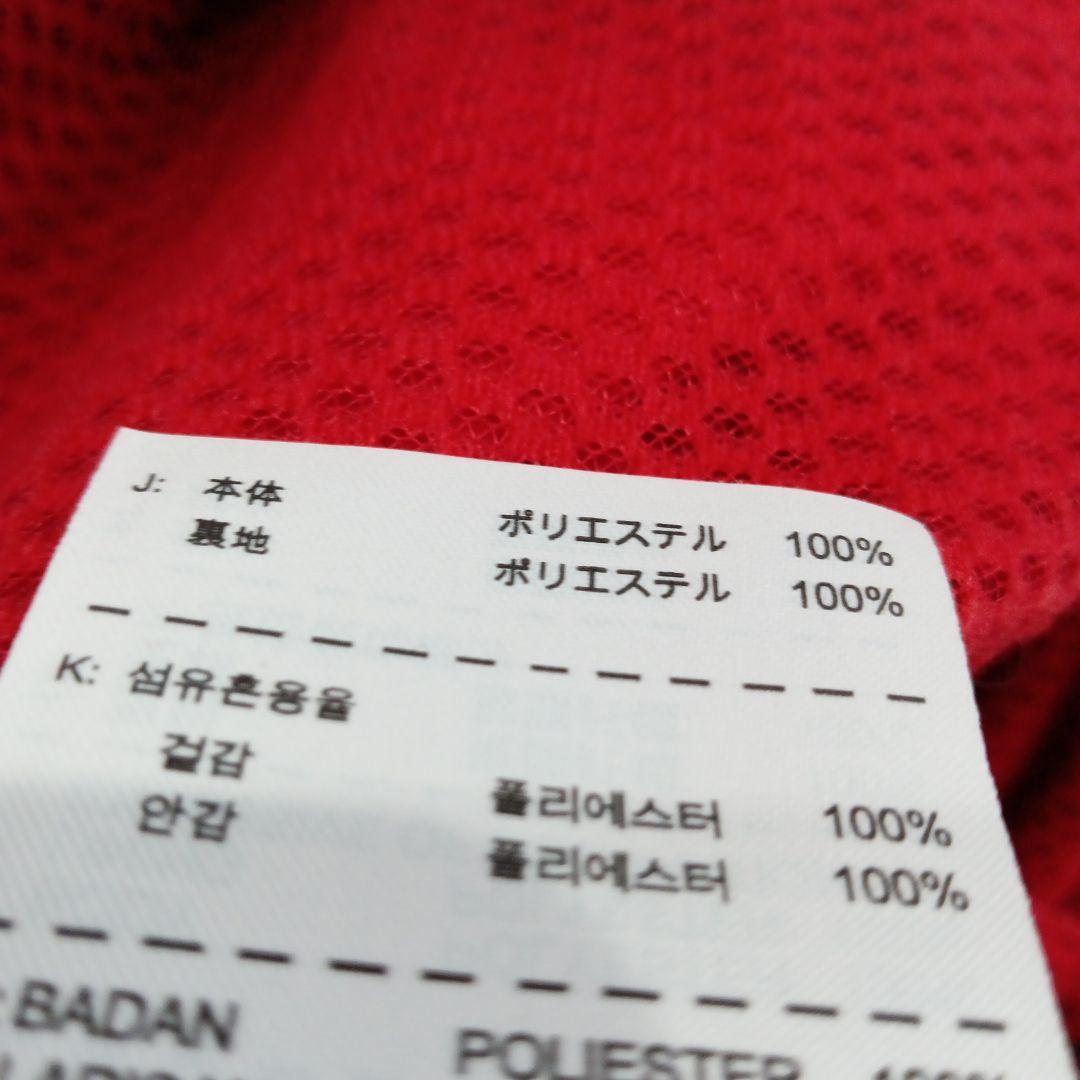 J: 本体 ポリエステル 100%
裏地 ポリエステル 100%
K: 섬유혼용율
겉감 폴리에스터 100%
안감 폴리에스터 100%
BADAN POLIESTER 100%